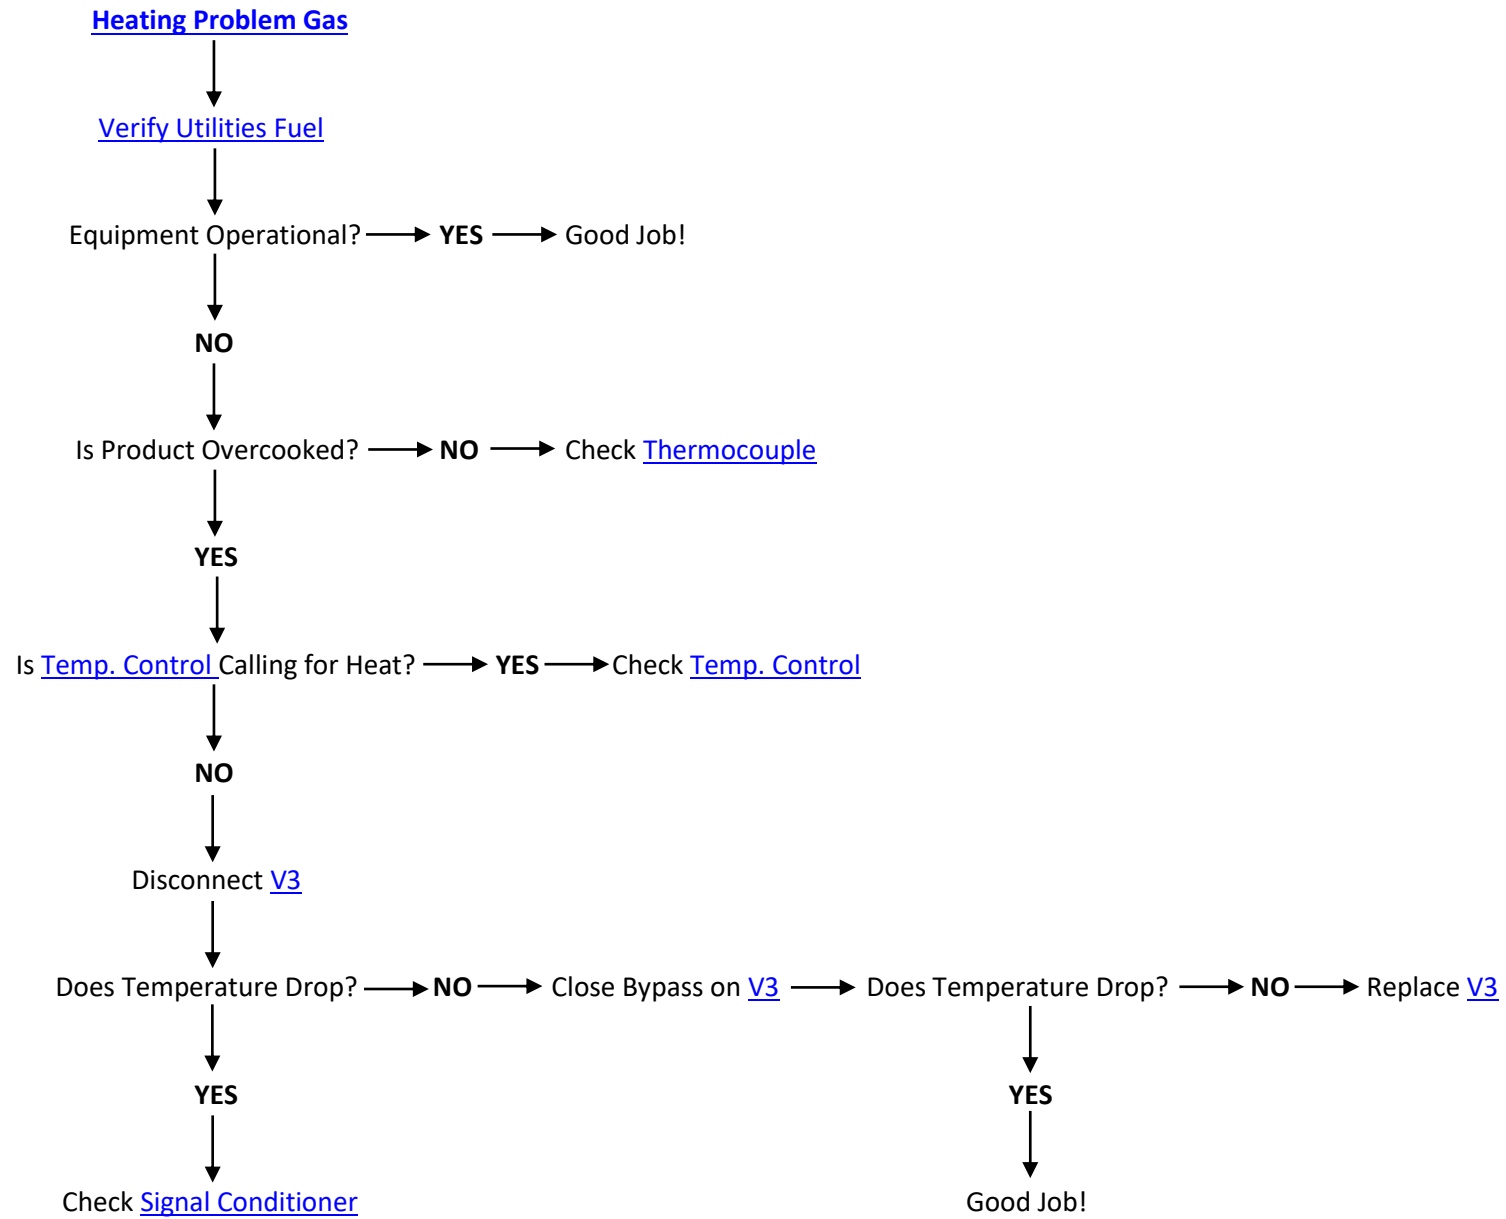 Heating Problem Gas
Verify Utilities Fuel
Equipment Operational? YES Good Job!
NO
Is Product Overcooked? NO Check Thermocouple
YES
Is Temp. Control Calling for Heat? YES Check Temp. Control
NO
Disconnect V3
Does Temperature Drop? NO Close Bypass on V3 Does Temperature Drop? NO Replace V3
YES YES
Check Signal Conditioner Good Job!